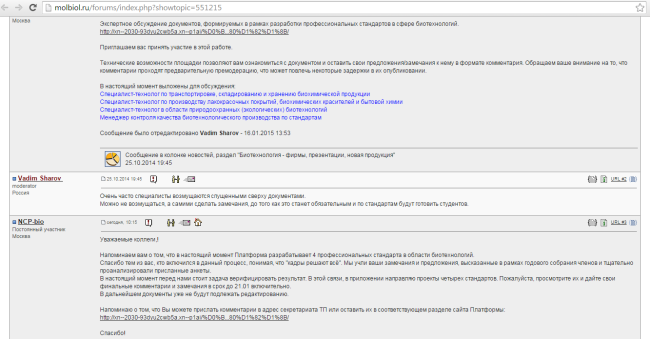 molbiol.ru/forums/index.php?showtopic=551215
Москва
Экспертное обсуждение документов, формируемых в рамках разработки профессиональных стандартов в сфере биотехнологий.
Приглашаем вас принять участие в этой работе.
Технические возможности площадки позволяют вам ознакомиться с документом и оставить свои предложения/замечания к нему в формате комментария. Обращаем ваше внимание на то, что
комментарии проходят предварительную премодерацию, что может повлечь некоторые задержки в их опубликовании.
В настоящий момент выложены для обсуждения
Специалист-технолог по транспортировке, складированию и хранению биохимической продукции
Специалист-технолог по производству лакокрасочных покрытий, биохимических красителей и бытовой химии
Специалист-технолог в области природоохранных (экологических) биотехнологий
Менеджер контроля качества биотехнологического производства по стандартам
Сообщение было отредактировано Vadim Sharov - 16.01.2015 13:53
Сообщение в колонке новостей, раздел "Биотехнология - фирмы, презентации, новая продукция"
25.10.2014 19:45
Vadim Sharov
25.10.2014 19:45
URL #2
moderator
Россия
Очень часто специалисты возмущаются спущенными сверху документами.
Можно не возмущаться, а самими сделать замечания, до того как это станет обязательным и по стандартам будут готовить студентов.
NCP-bio
сегодня, 18:15
URL #3
Постоянный участник
Москва
Уважаемые коллеги,!
Напоминаем вам о том, что в настоящий момент Платформа разрабатывает 4 профессиональных стандарта в области биотехнологий.
Спасибо тем из вас, кто включился в данный процесс, понимая, что "кадры решают всё". Мы учли ваши замечания и предложения, высказанные в рамках годового собрания членов и тщательно
проанализировали присланные анкеты.
В настоящий момент перед нами стоит задача верифицировать результат. В этой связи, в приложении направляю проекты четырех стандартов. Пожалуйста, просмотрите их и дайте свои
финальные комментарии и замечания в срок до 21.01 включительно.
В дальнейшем документы уже не будут подлежать редактированию.
Напоминаю о том, что Вы можете прислать комментарии в адрес секретариата ТП или оставить их в соответствующем разделе сайта Платформы:
Спасибо!